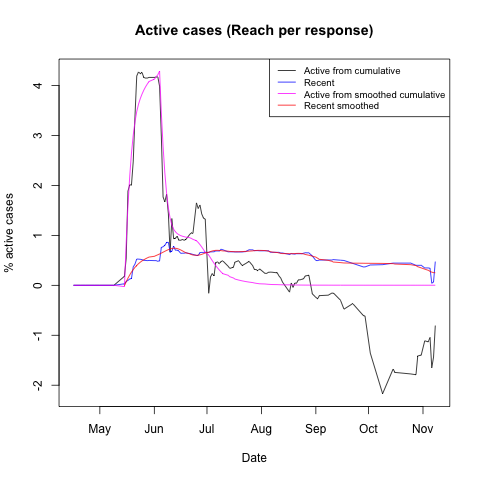 Active cases (Reach per response)
Active from cumulative
Recent
Active from smoothed cumulative
Recent smoothed
% active cases
4
3
2
1
0
-1
-2
May Jun Jul Aug Sep Oct Nov
Date